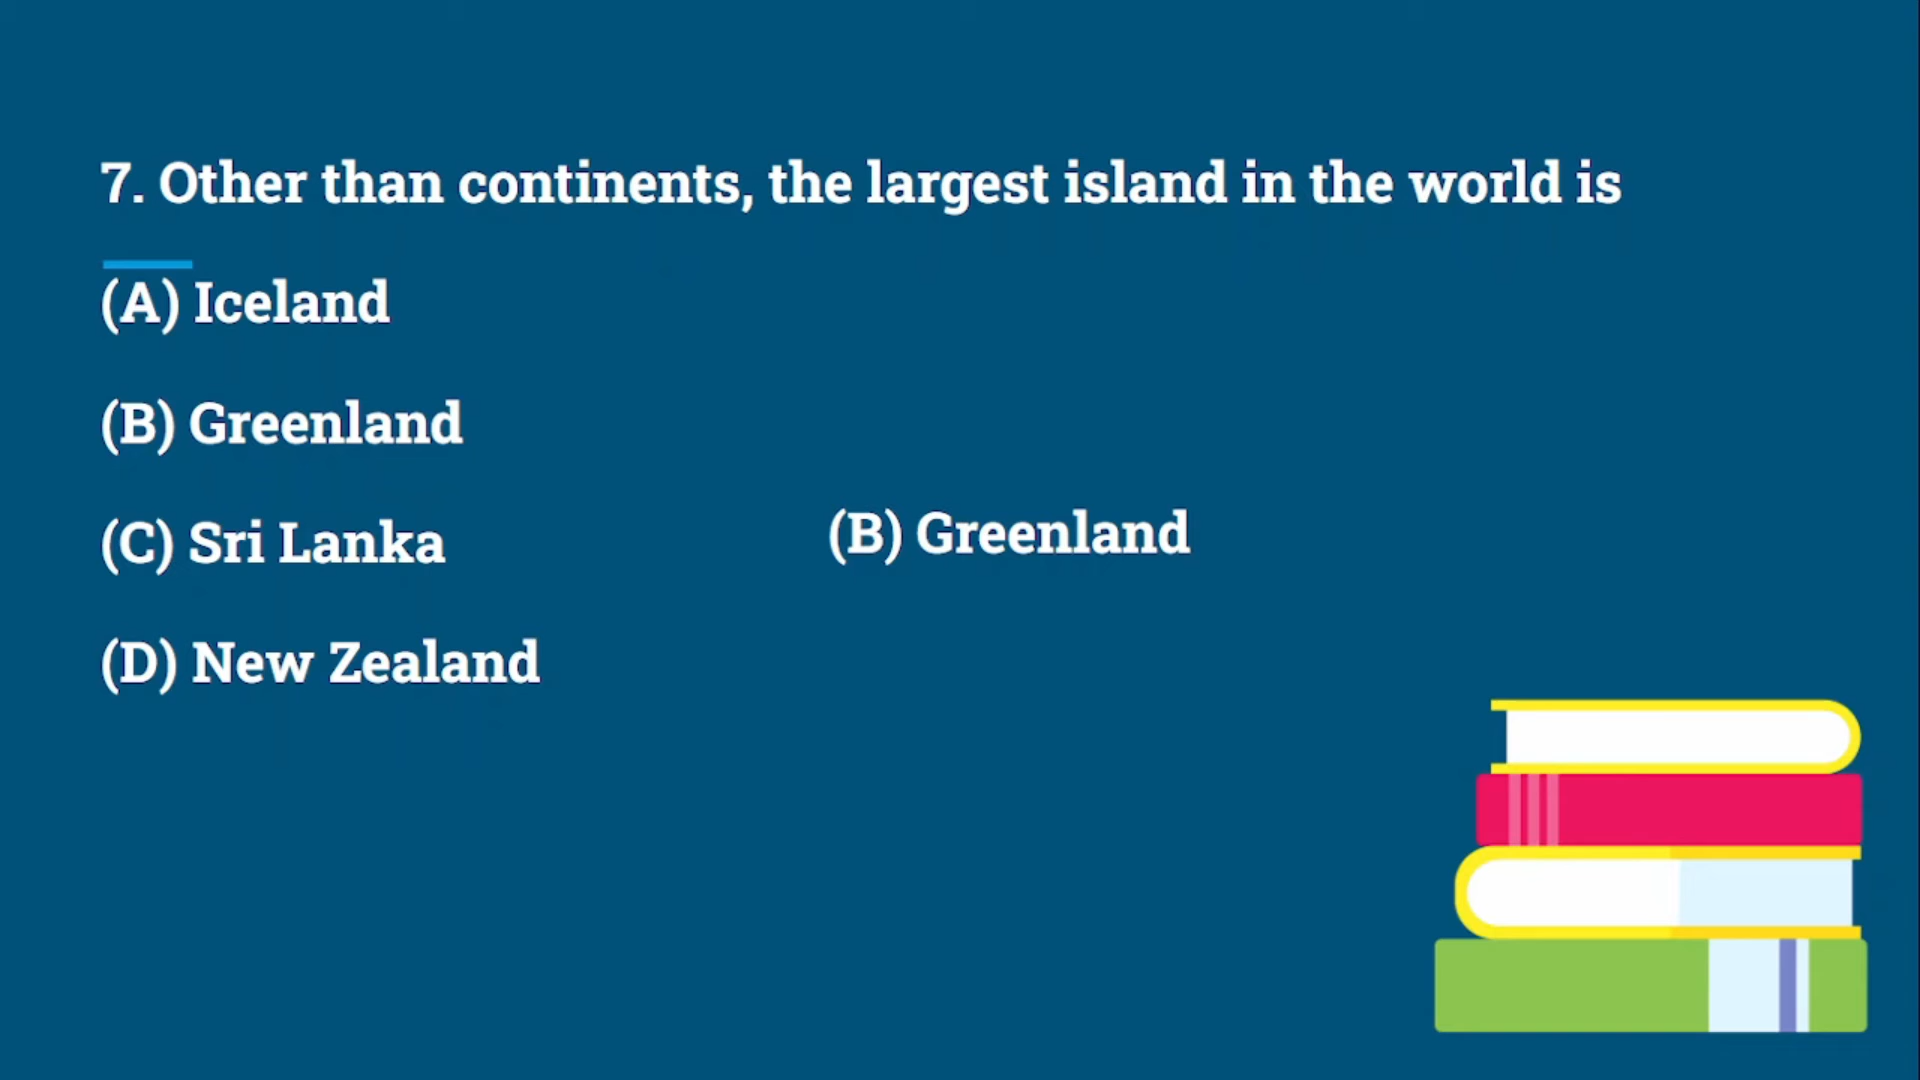 7. Other than continents, the largest island in the world is
(A) Iceland
(B) Greenland
(C) Sri Lanka
(B) Greenland
(D) New Zealand